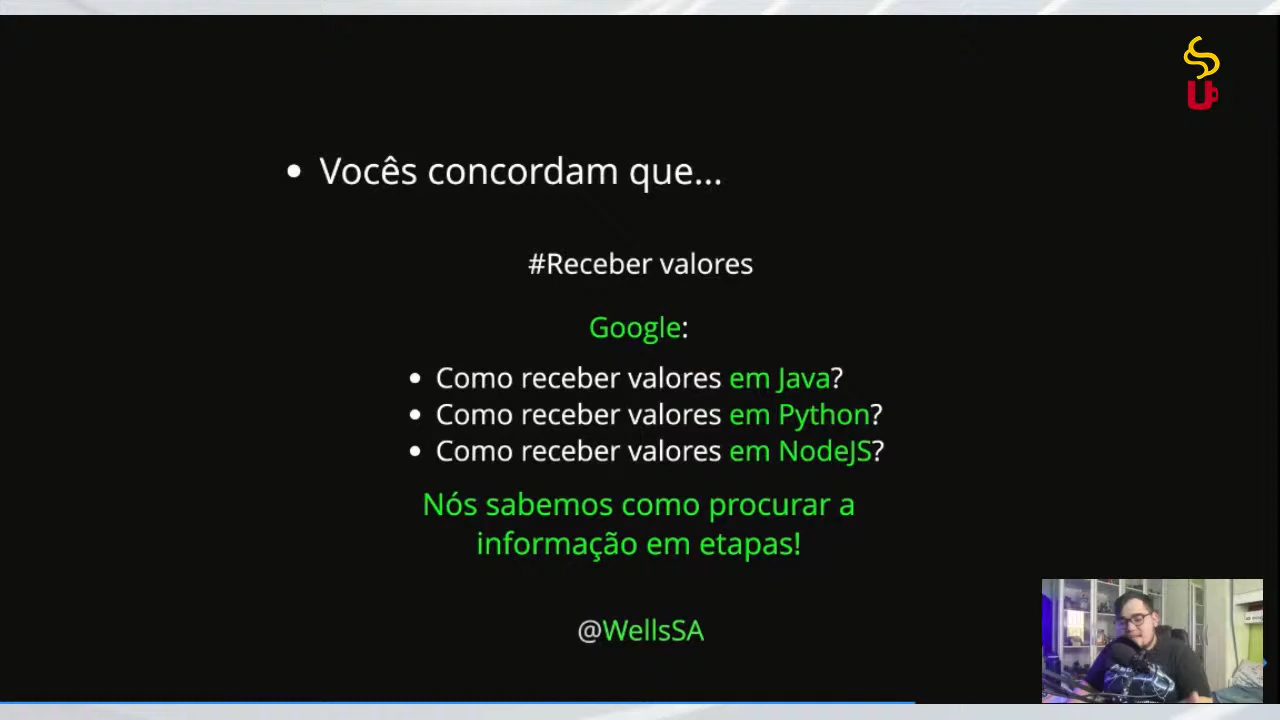 Vocês concordam que...
#Receber valores
Google:
Como receber valores em Java?
Como receber valores em Python?
Como receber valores em NodeJS?
Nós sabemos como procurar a
informação em etapas!
@WellsSA